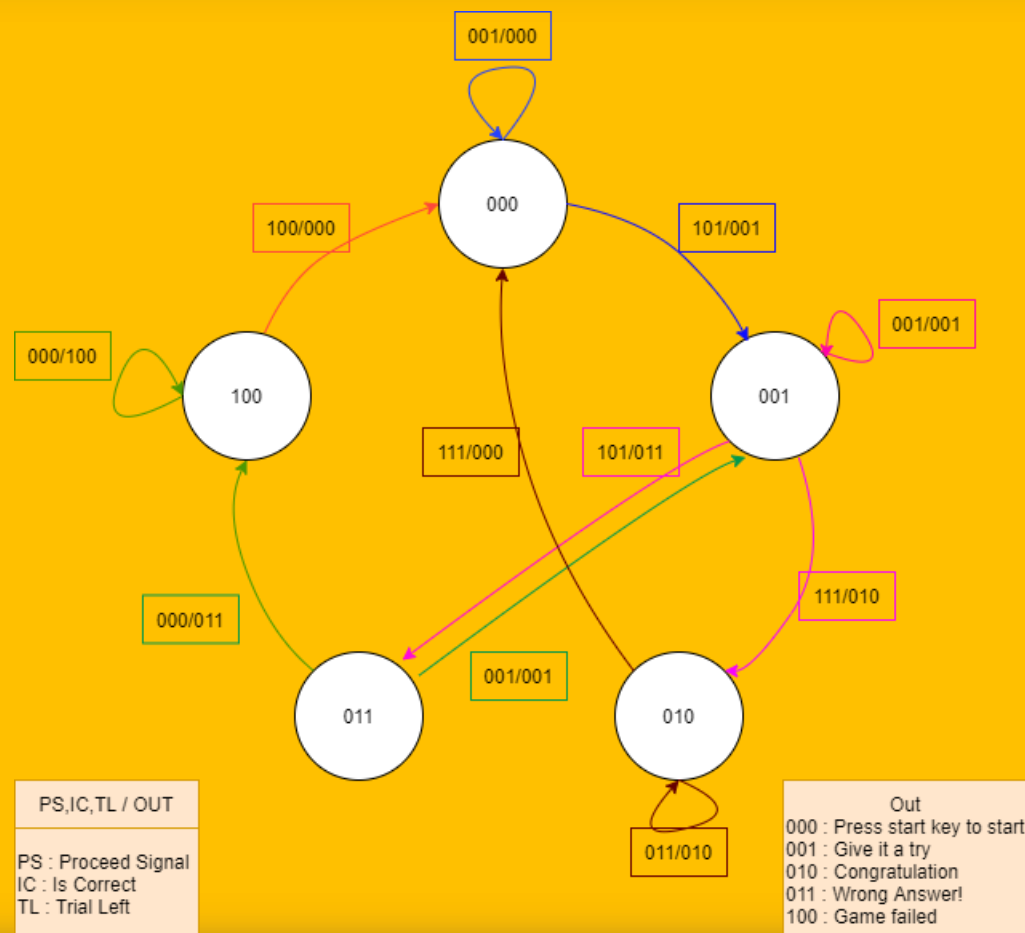 001/000
000
100/000
101/001
001/001
000/100
100
001
111/000
101/011
111/010
000/011
001/001
011
010
011/010
PS,IC,TL / OUT
PS : Proceed Signal
IC : Is Correct
TL : Trial Left
Out
000 : Press start key to start
001 : Give it a try
010 : Congratulation
011 : Wrong Answer!
100 : Game failed